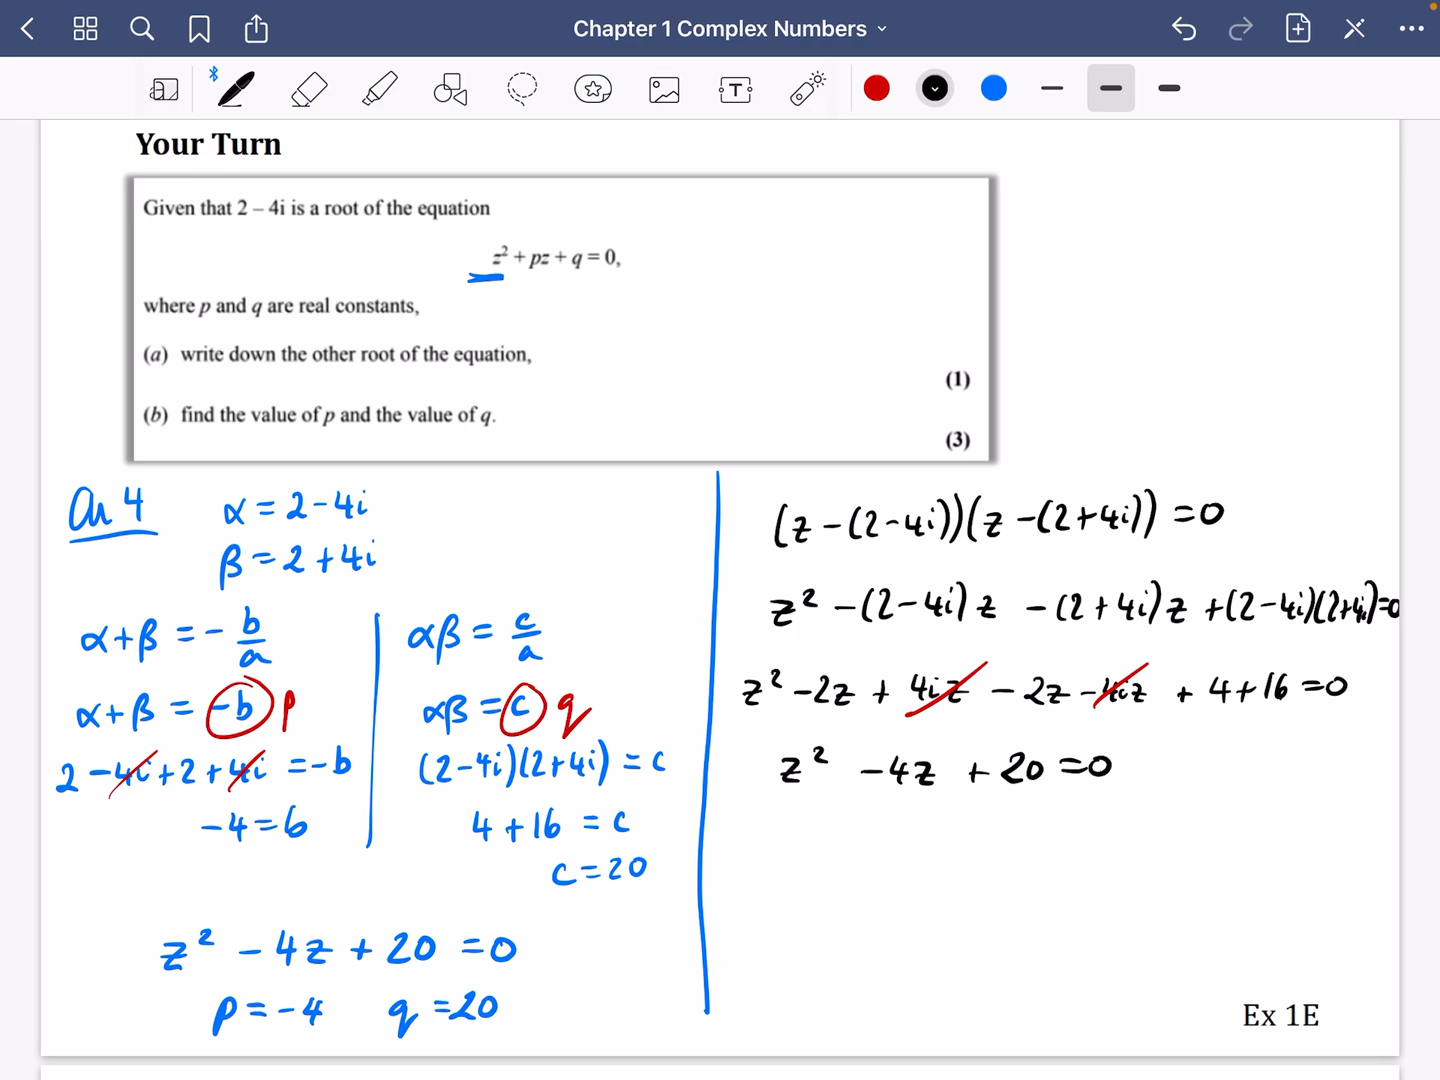 Chapter 1 Complex Numbers
Your Turn
Given that 2 – 4i is a root of the equation
z² + pz + q = 0,
where p and q are real constants,
(a) write down the other root of the equation,
(1)
(b) find the value of p and the value of q.
(3)
α = 2 - 4i
β = 2 + 4i
α + β = - b/a
α + β = -b p
2 - 4i + 2 + 4i = -b
-4 = b
αβ = c/a
αβ = c q
(2-4i)(2+4i) = c
4 + 16 = c
c = 20
z² - 4z + 20 = 0
p = -4 q = 20
(z - (2-4i))(z - (2+4i)) = 0
z² - (2-4i)z - (2+4i)z + (2-4i)(2+4i) = 0
z² - 2z + 4iz - 2z - 4iz + 4 + 16 = 0
z² - 4z + 20 = 0
Ex 1E